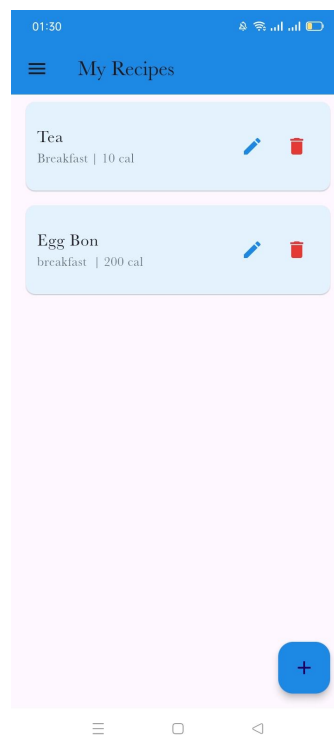 01:30
My Recipes
Tea
Breakfast | 10 cal
Egg Bon
breakfast  | 200 cal